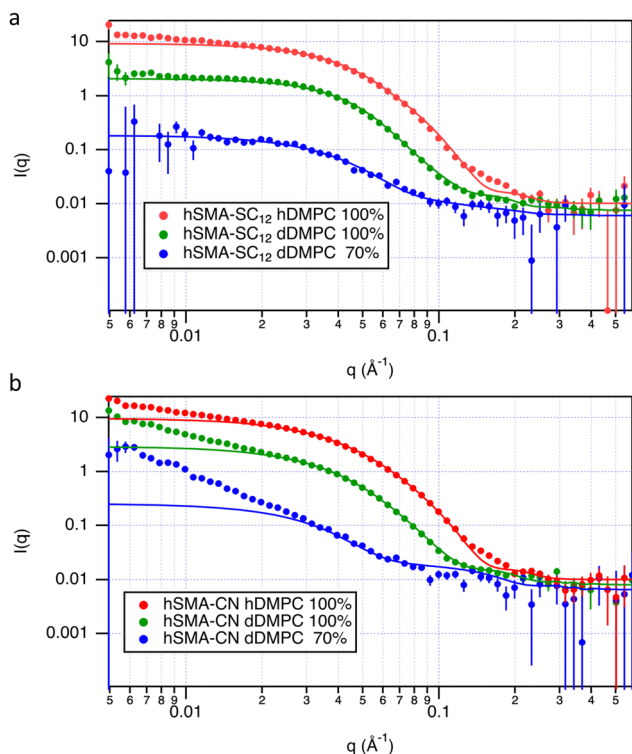 a
10
1
0.1
0.01
0.001
I(q)
hSMA-SC12 hDMPC 100%
hSMA-SC12 dDMPC 100%
hSMA-SC12 dDMPC 70%
5 6 7 8 9 0.01 2 3 4 5 6 7 8 9 0.1 2 3 4 5
q (Å-1)
b
10
1
0.1
0.01
0.001
I(q)
hSMA-CN hDMPC 100%
hSMA-CN dDMPC 100%
hSMA-CN dDMPC 70%
5 6 7 8 9 0.01 2 3 4 5 6 7 8 9 0.1 2 3 4 5
q (Å-1)